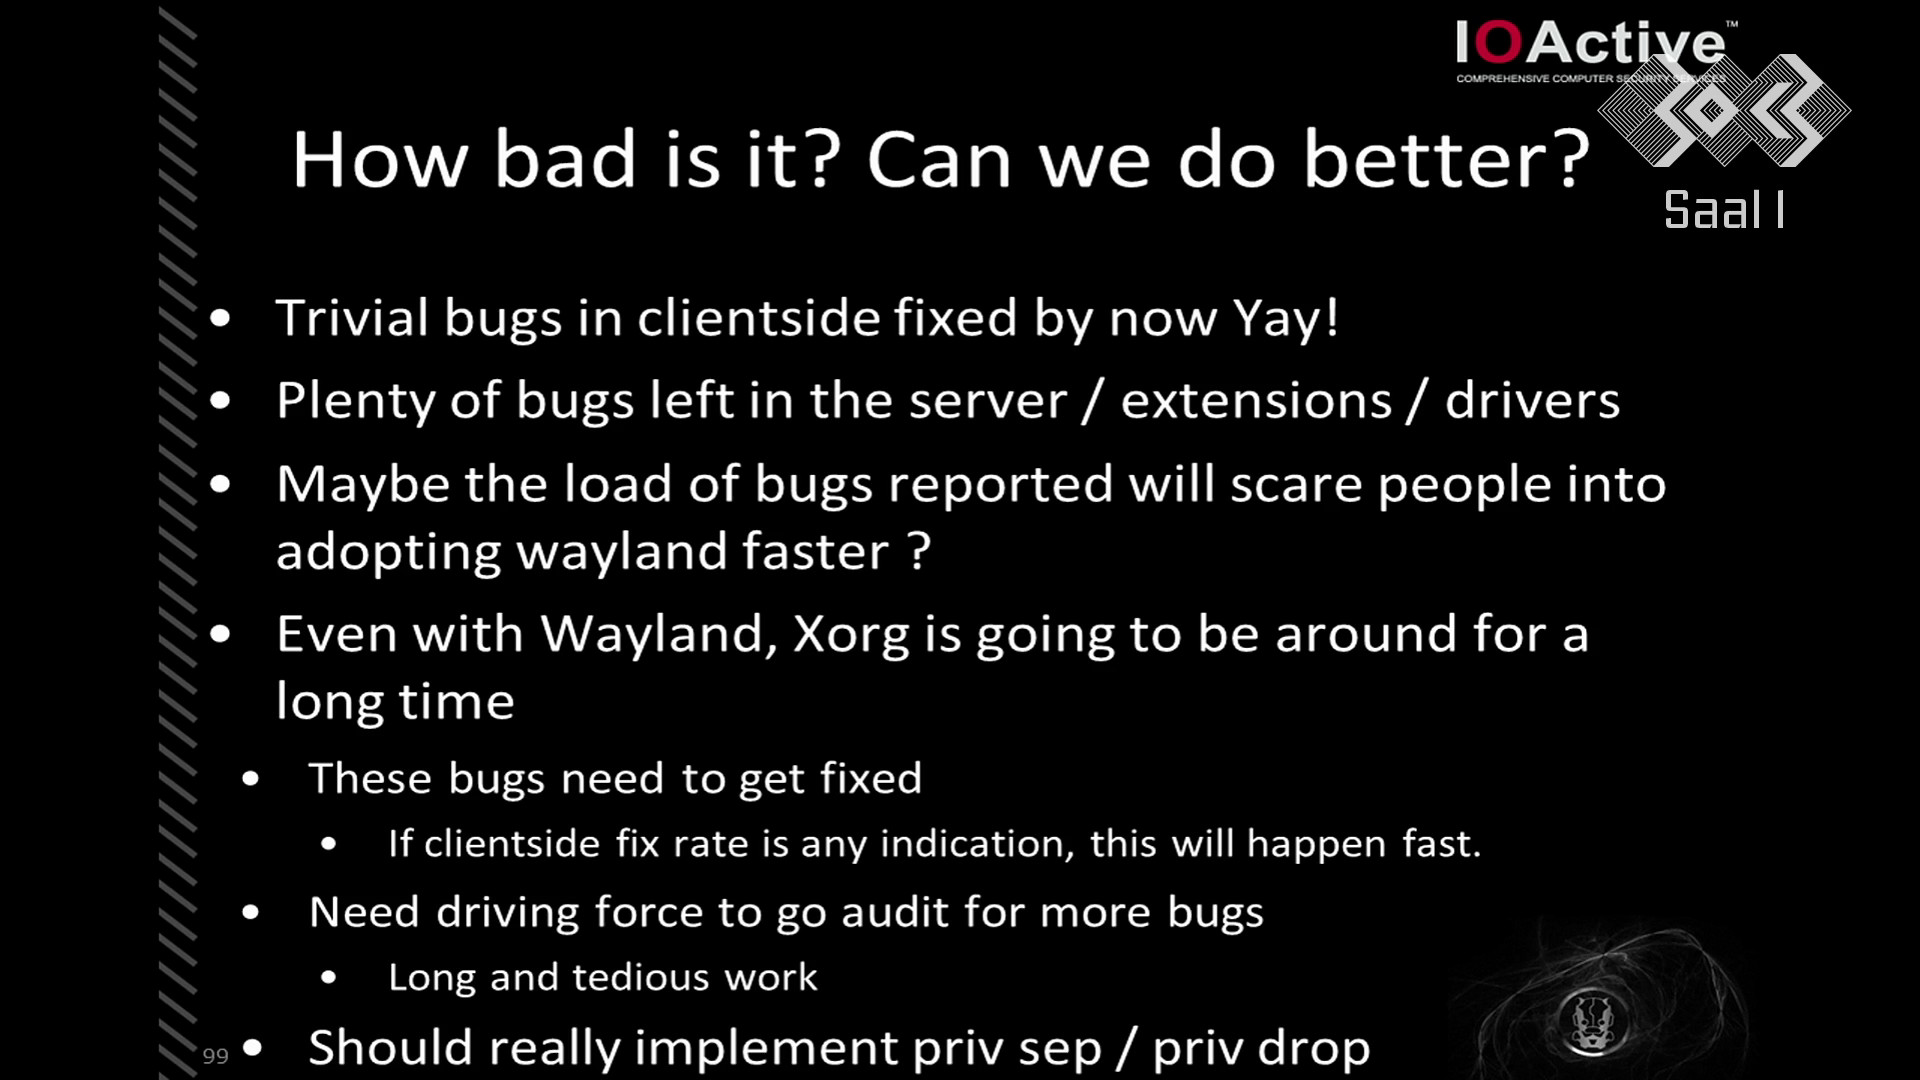 IOActive™
COMPREHENSIVE COMPUTER SECURITY SERVICES
Saal 1
How bad is it? Can we do better?
• Trivial bugs in clientside fixed by now Yay!
• Plenty of bugs left in the server / extensions / drivers
• Maybe the load of bugs reported will scare people into
adopting wayland faster ?
• Even with Wayland, Xorg is going to be around for a
long time
• These bugs need to get fixed
• If clientside fix rate is any indication, this will happen fast.
• Need driving force to go audit for more bugs
• Long and tedious work
• Should really implement priv sep / priv drop
99